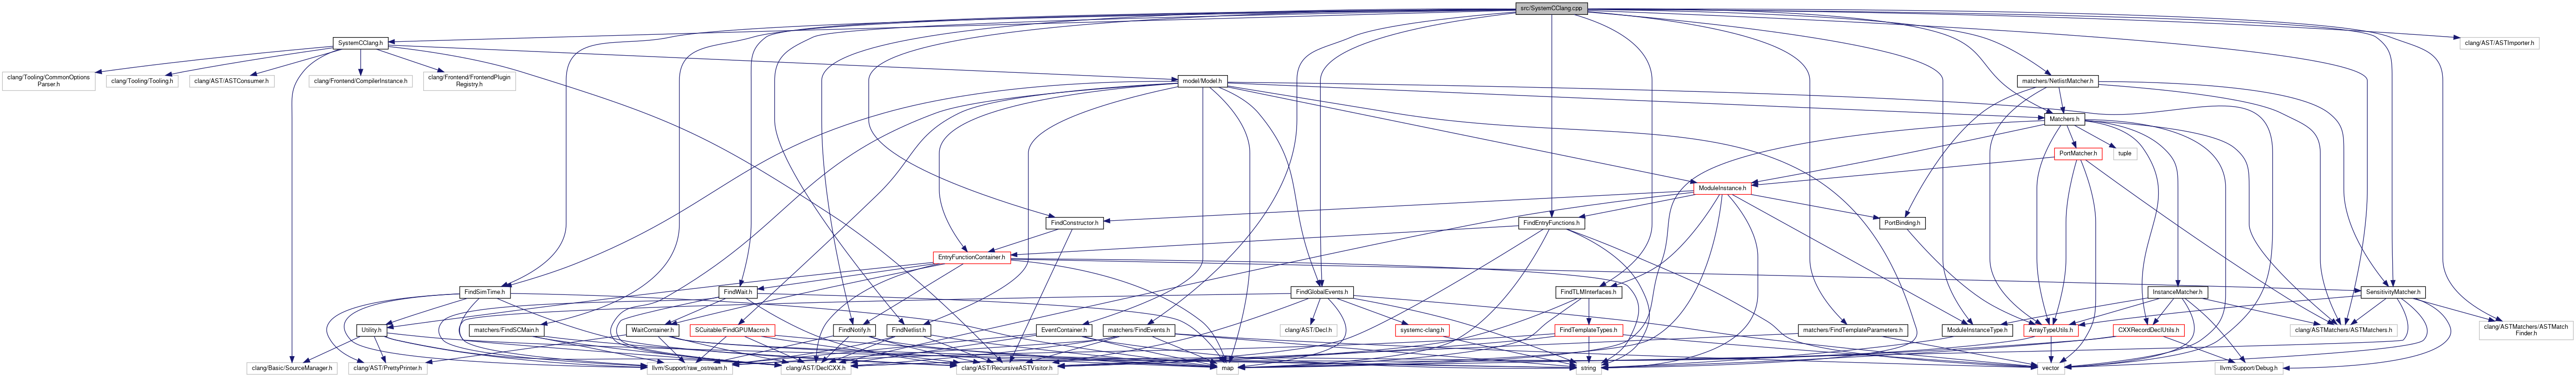 src/SystemCClang.cpp
SystemCClang.h
clang/AST/ASTImporter.h
clang/Tooling/CommonOptions
Parser.h
clang/Tooling/Tooling.h
clang/AST/ASTConsumer.h
clang/Frontend/CompilerInstance.h
clang/Frontend/FrontendPlugin
Registry.h
model/Model.h
matchers/NetlistMatcher.h
Matchers.h
PortMatcher.h
tuple
ModuleInstance.h
FindConstructor.h
FindEntryFunctions.h
PortBinding.h
EntryFunctionContainer.h
FindSimTime.h
FindWait.h
FindGlobalEvents.h
FindTLMInterfaces.h
InstanceMatcher.h
SensitivityMatcher.h
Utility.h
matchers/FindSCMain.h
WaitContainer.h
SCuitable/FindGPUMacro.h
FindNotify.h
FindNetlist.h
EventContainer.h
matchers/FindEvents.h
clang/AST/Decl.h
systemc-clang.h
FindTemplateTypes.h
matchers/FindTemplateParameters.h
ModuleInstanceType.h
ArrayTypeUtils.h
CXXRecordDeclUtils.h
clang/ASTMatchers/ASTMatchers.h
clang/ASTMatchers/ASTMatch
Finder.h
clang/Basic/SourceManager.h
clang/AST/PrettyPrinter.h
llvm/Support/raw_ostream.h
clang/AST/DeclCXX.h
clang/AST/RecursiveASTVisitor.h
map
string
vector
llvm/Support/Debug.h